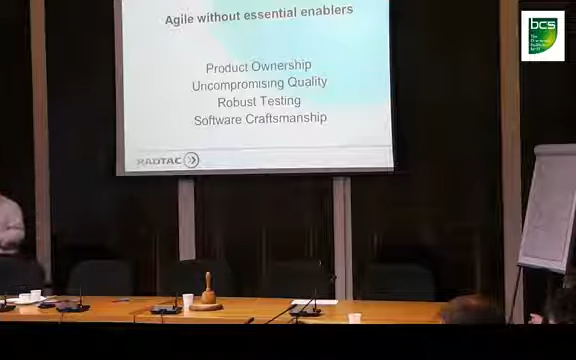 Agile without essential enablers
Product Ownership
Uncompromising Quality
Robust Testing
Software Craftsmanship
RADTAC
bcs